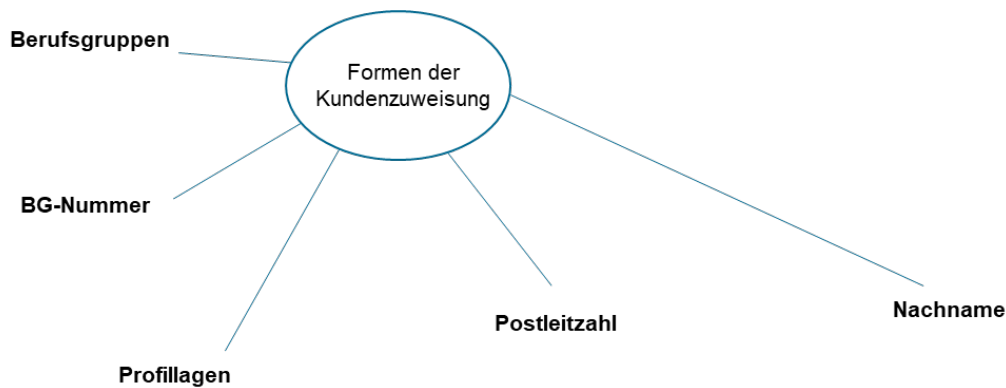 Berufsgruppen
Formen der
Kundenzuweisung
BG-Nummer
Nachname
Postleitzahl
Profillagen